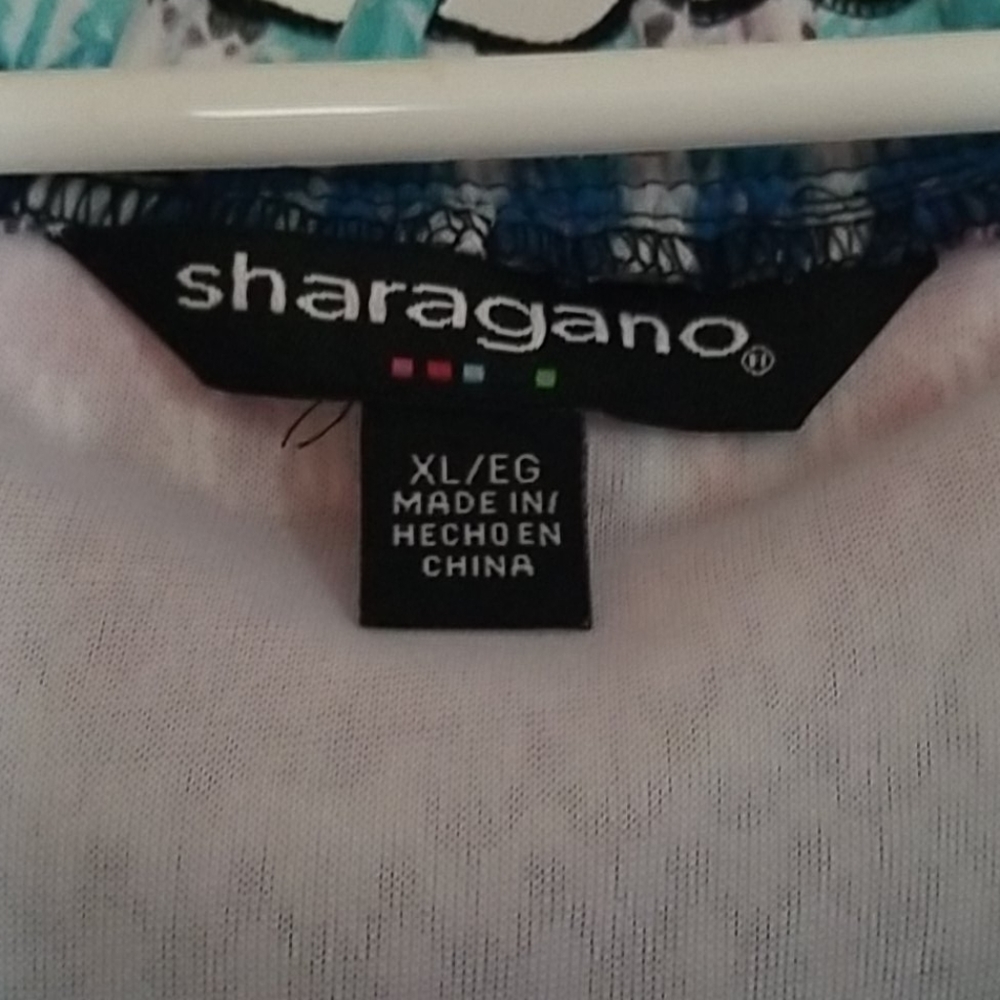 sharagano®
XL/EG
MADE IN/
HECHO EN
CHINA